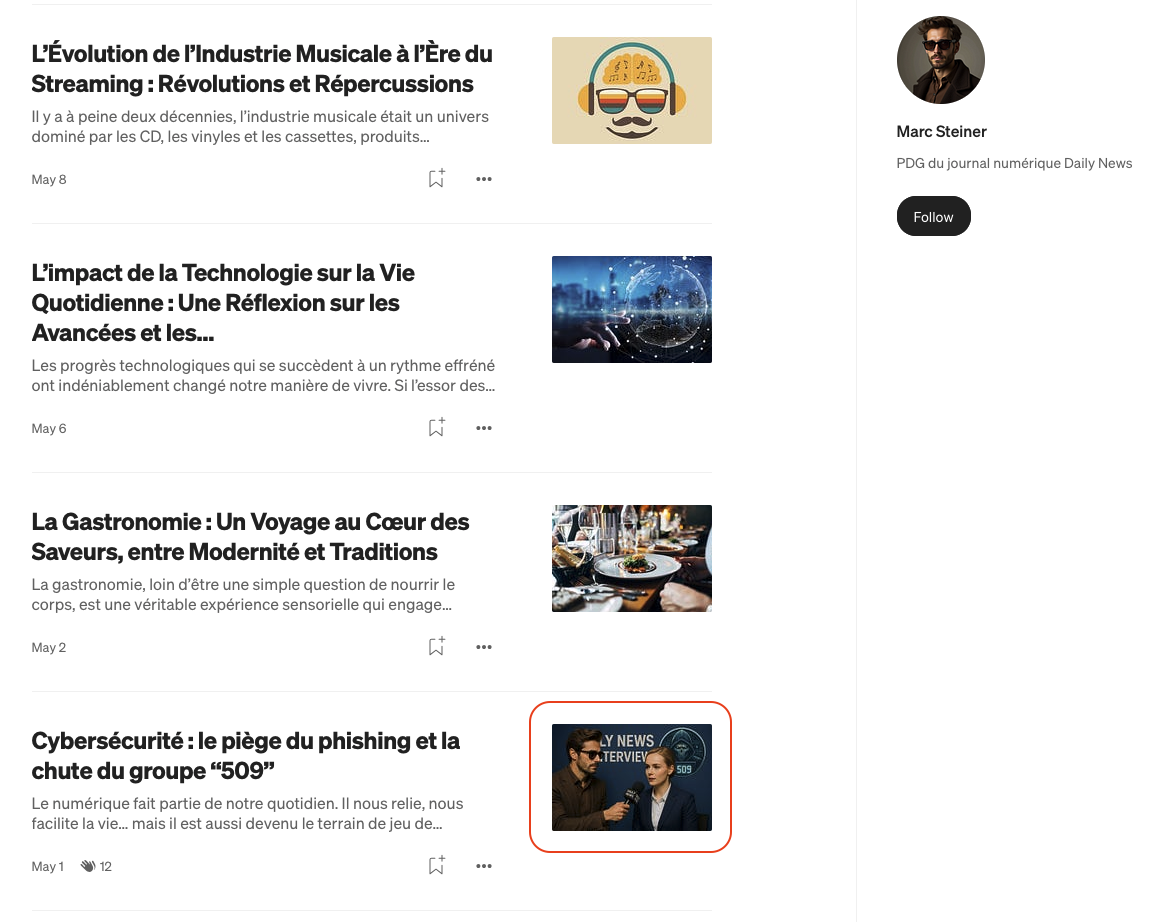 L’Évolution de l’Industrie Musicale à l’Ère du
Streaming : Révolutions et Répercussions
Il y a à peine deux décennies, l’industrie musicale était un univers
dominé par les CD, les vinyles et les cassettes, produits...
May 8
L’impact de la Technologie sur la Vie
Quotidienne : Une Réflexion sur les
Avancées et les...
Les progrès technologiques qui se succèdent à un rythme effréné
ont indéniablement changé notre manière de vivre. Si l’essor des...
May 6
La Gastronomie : Un Voyage au Cœur des
Saveurs, entre Modernité et Traditions
La gastronomie, loin d’être une simple question de nourrir le
corps, est une véritable expérience sensorielle qui engage...
May 2
Cybersécurité : le piège du phishing et la
chute du groupe “509”
Le numérique fait partie de notre quotidien. Il nous relie, nous
facilite la vie… mais il est aussi devenu le terrain de jeu de...
May 1 12
LY NEWS
TERVIEW
509
Marc Steiner
PDG du journal numérique Daily News
Follow